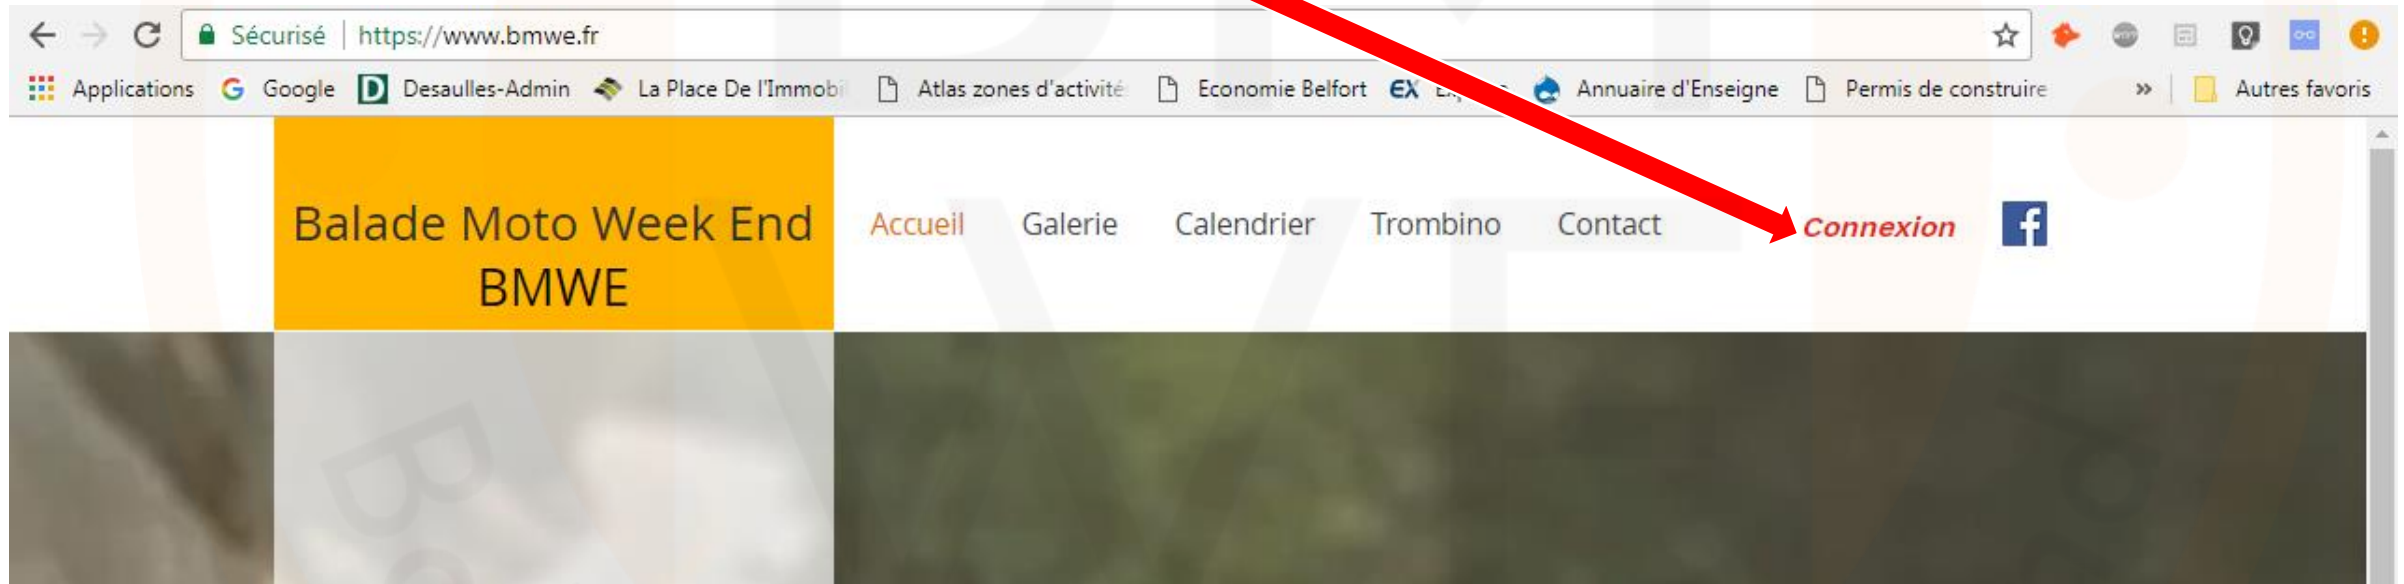 Sécurisé | https://www.bmwe.fr
Applications Google Desaulles-Admin La Place De l'Immobi Atlas zones d'activité Economie Belfort Annuaire d'Enseigne Permis de construire » Autres favoris
Balade Moto Week End
BMWE
Accueil Galerie Calendrier Trombino Contact Connexion